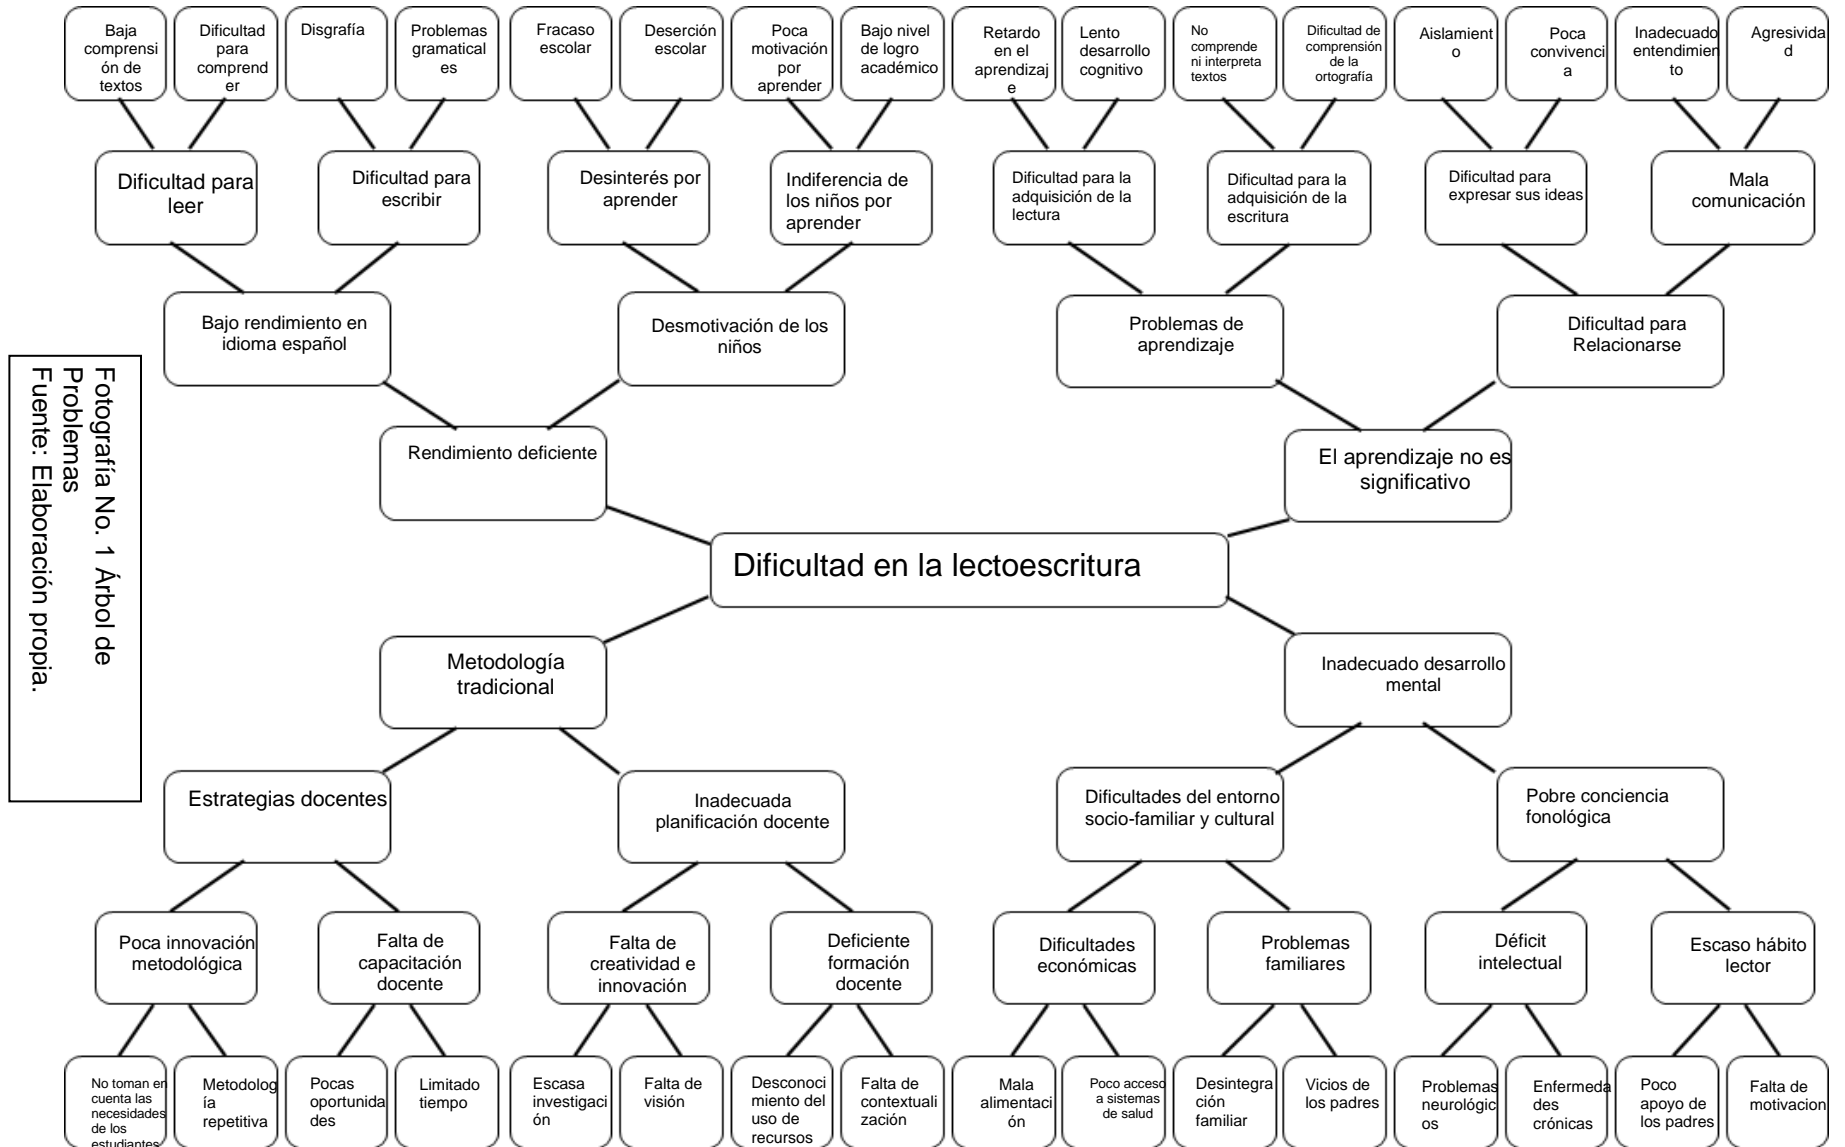 Baja
comprensi
ón de
textos
Dificultad
para
comprend
er
Disgrafía
Problemas
gramatical
es
Fracaso
escolar
Deserción
escolar
Poca
motivación
por
aprender
Bajo nivel
de logro
académico
Retardo
en el
aprendizaj
e
Lento
desarrollo
cognitivo
No
comprende
ni interpreta
textos
Dificultad de
comprensión
de la
ortografía
Aislamient
o
Poca
convivenci
a
Inadecuado
entendimien
to
Agresivida
d
Dificultad para
leer
Dificultad para
escribir
Desinterés por
aprender
Indiferencia de
los niños por
aprender
Dificultad para la
adquisición de la
lectura
Dificultad para la
adquisición de la
escritura
Dificultad para
expresar sus ideas
Mala
comunicación
Bajo rendimiento en
idioma español
Desmotivación de los
niños
Problemas de
aprendizaje
Dificultad para
Relacionarse
Fotografía No. 1 Árbol de
Problemas
Fuente: Elaboración propia.
Rendimiento deficiente
El aprendizaje no es
significativo
Dificultad en la lectoescritura
Metodología
tradicional
Inadecuado desarrollo
mental
Estrategias docentes
Inadecuada
planificación docente
Dificultades del entorno
socio-familiar y cultural
Pobre conciencia
fonológica
Poca innovación
metodológica
Falta de
capacitación
docente
Falta de
creatividad e
innovación
Deficiente
formación
docente
Dificultades
económicas
Problemas
familiares
Déficit
intelectual
Escaso hábito
lector
No toman en
cuenta las
necesidades
de los
estudiantes
Metodolog
ía
repetitiva
Pocas
oportunida
des
Limitado
tiempo
Escasa
investigaci
ón
Falta de
visión
Desconoci
miento del
uso de
recursos
Falta de
contextuali
zación
Mala
alimentaci
ón
Poco acceso
a sistemas
de salud
Desintegra
ción
familiar
Vicios de
los padres
Problemas
neurológic
os
Enfermeda
des
crónicas
Poco
apoyo de
los padres
Falta de
motivacion